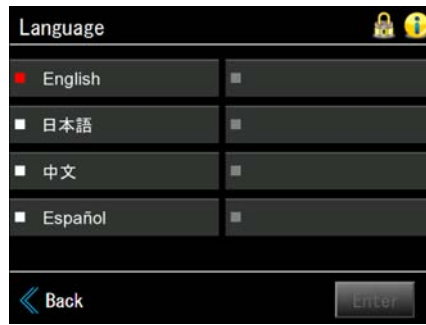 Language
English
日本語
中文
Español
Back
Enter